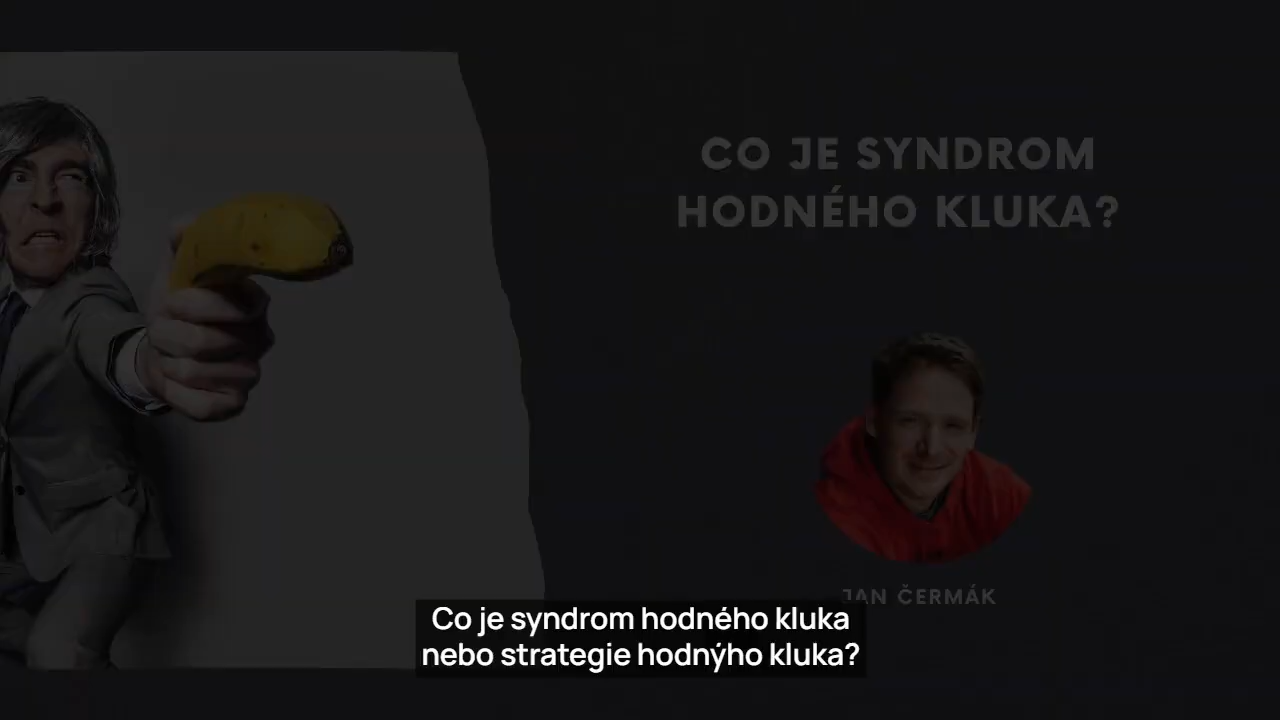 CO JE SYNDROM
HODNÉHO KLUKA?
JAN ČERMÁK
Co je syndrom hodného kluka
nebo strategie hodnýho kluka?